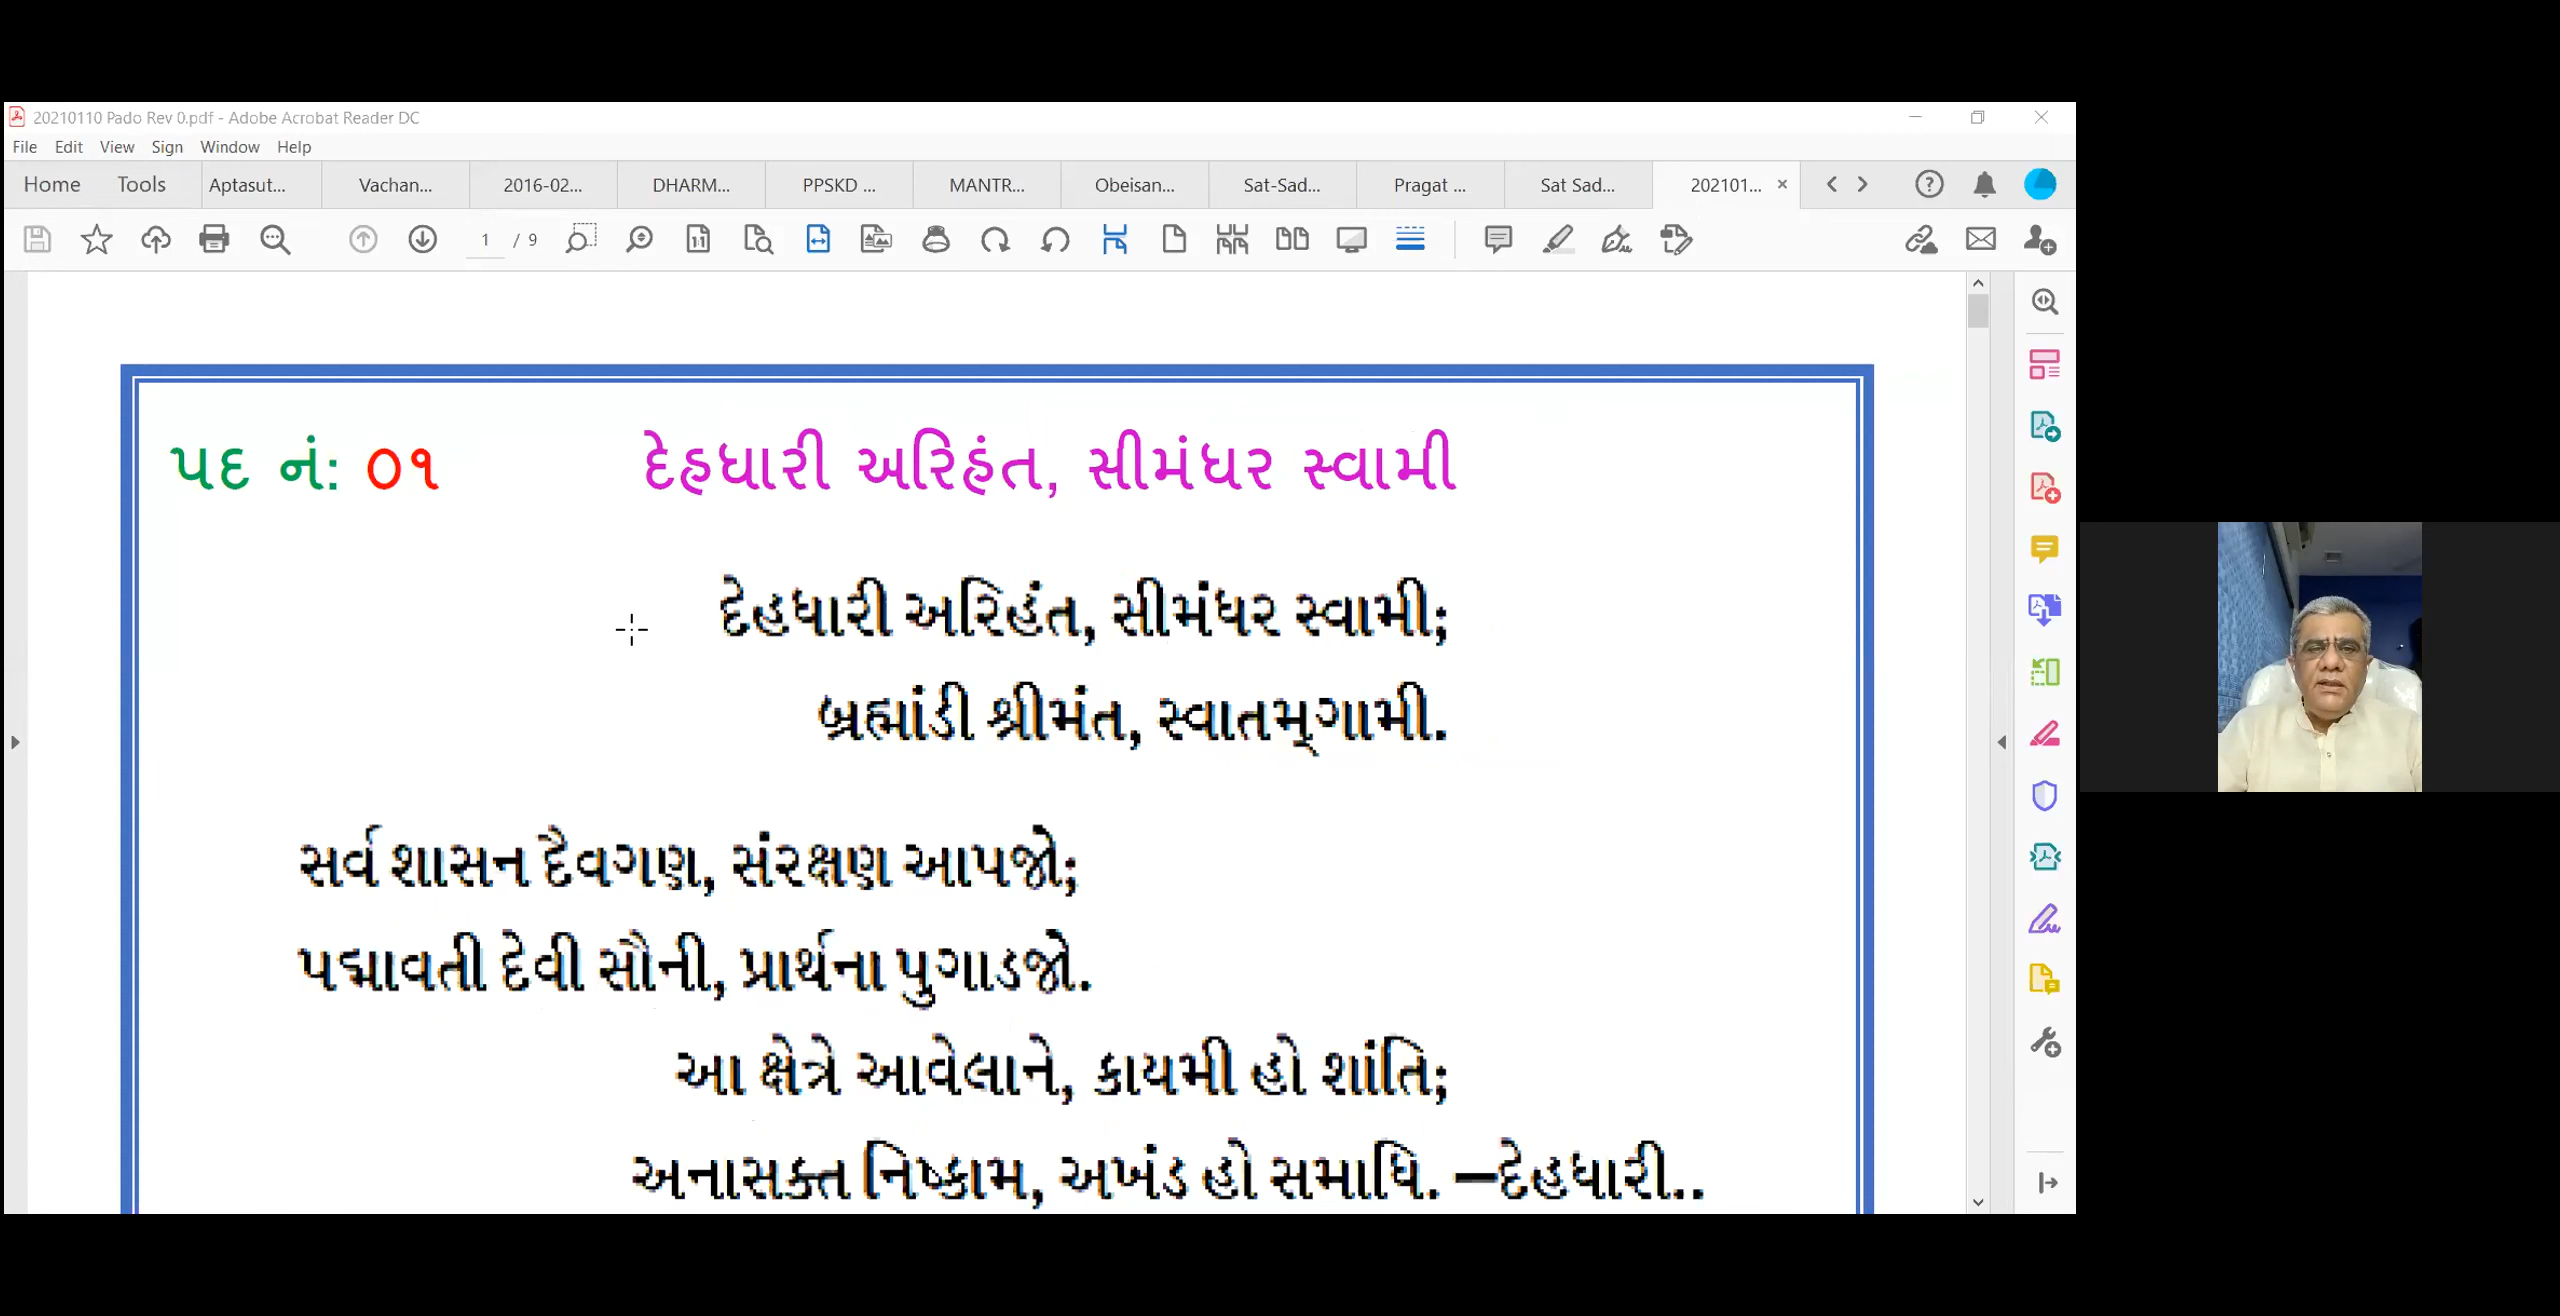 20210110 Pado Rev 0.pdf - Adobe Acrobat Reader DC
File Edit View Sign Window Help
Home Tools Aptasut... Vachan... 2016-02... DHARM... PPSKD ... MANTR... Obeisan... Sat-Sad... Pragat ... Sat Sad... 202101...
1 / 9
પદ નં: ૦૧ દેહધારી અરિહંત, સીમંધર સ્વામી
દેહધારી અરિહંત, સીમંધર સ્વામી;
બ્રહ્માંડી શ્રીમંત, સ્વાતમ્ગામી.
સર્વ શાસન દૈવગણ, સંરક્ષણ આપજો;
પદ્માવતી દેવી સૌની, પ્રાર્થના પુગાડજો.
આ ક્ષેત્રે આવેલાને, કાયમી હો શાંતિ;
અનાસક્ત નિષ્કામ, અખંડ હો સમાધિ. —દેહધારી..